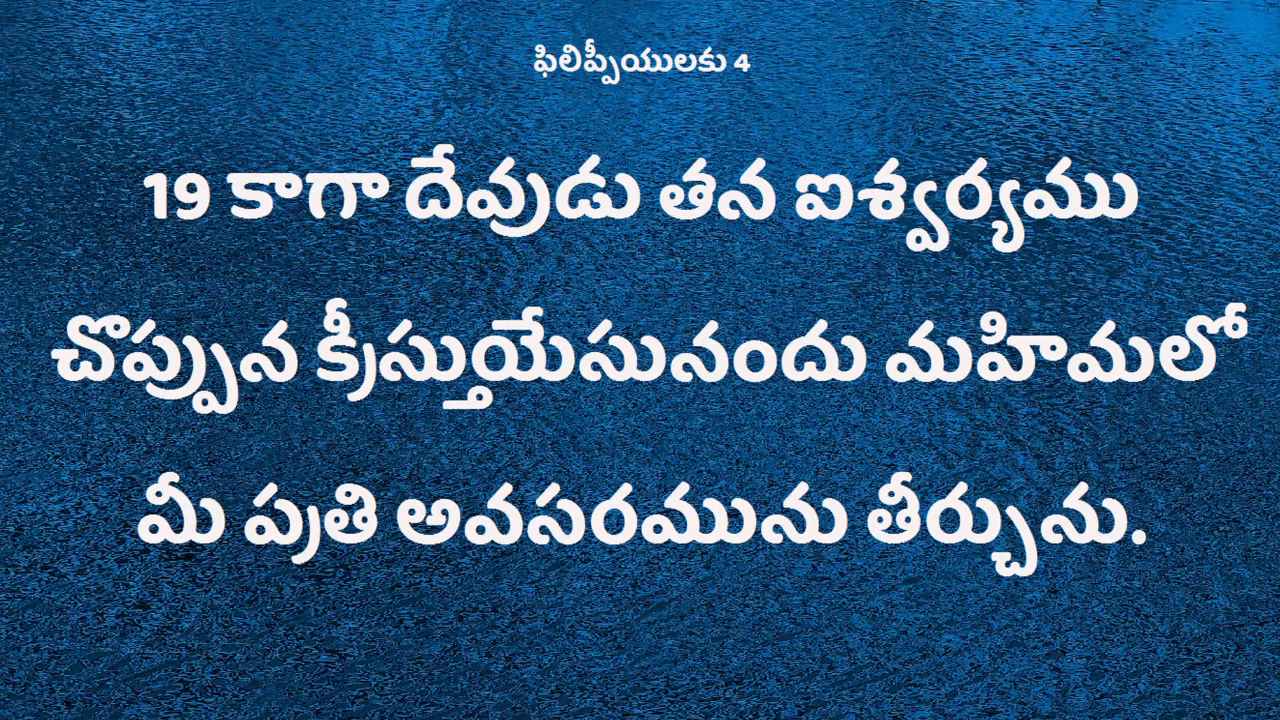 ఫిలిప్పీయులకు 4
19 కాగా దేవుడు తన ఐశ్వర్యము
చొప్పున క్రీస్తుయేసునందు మహిమలో
మీ ప్రతి అవసరమును తీర్చును.